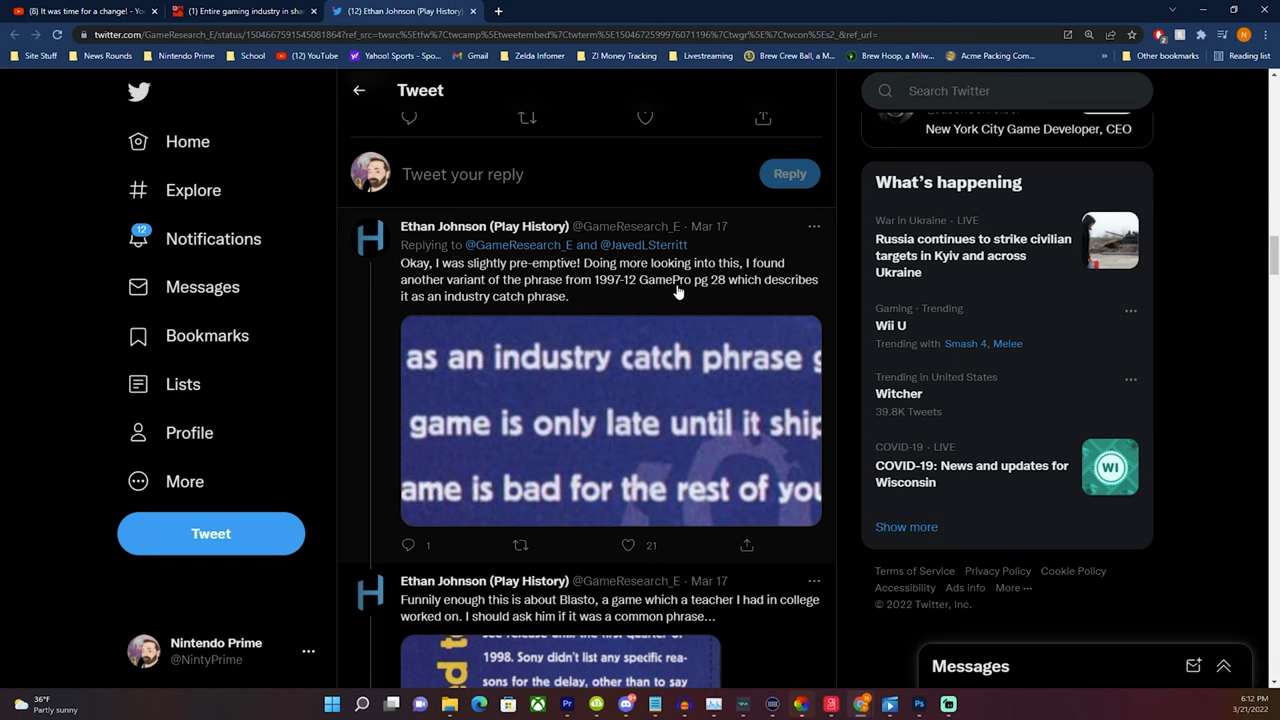 (8) It was time for a change! - Yo
(1) Entire gaming industry in sha
(12) Ethan Johnson (Play History)
twitter.com/GameResearch_E/status/1504667591545081864?ref_src=twsrc%5Etfw%7Ctwcamp%5Etweetembed%7Ctwterm%5E1504672599976071196%7Ctwgr%5E%7Ctwcon%5Es2_&ref_url=
Site Stuff News Rounds Nintendo Prime School (12) YouTube Yahoo! Sports - Spo... Gmail Zelda Informer ZI Money Tracking Livestreaming Brew Crew Ball, a M... Brew Hoop, a Milw... Acme Packing Com... Other bookmarks Reading list
Home
Explore
12
Notifications
Messages
Bookmarks
Lists
Profile
More
Tweet
Nintendo Prime
@NintyPrime
Tweet
Tweet your reply
Reply
Ethan Johnson (Play History) @GameResearch_E · Mar 17
Replying to @GameResearch_E and @JavedLSterritt
Okay, I was slightly pre-emptive! Doing more looking into this, I found
another variant of the phrase from 1997-12 GamePro pg 28 which describes
it as an industry catch phrase.
as an industry catch phrase g
game is only late until it ship
ame is bad for the rest of you
1 21
Ethan Johnson (Play History) @GameResearch_E · Mar 17
Funnily enough this is about Blasto, a game which a teacher I had in college
worked on. I should ask him if it was a common phrase...
see release until the first quarter of
1998. Sony didn't list any specific rea-
sons for the delay, other than to say
Search Twitter
New York City Game Developer, CEO
What's happening
War in Ukraine · LIVE
Russia continues to strike civilian
targets in Kyiv and across
Ukraine
Gaming · Trending
Wii U
Trending with Smash 4, Melee
Trending in United States
Witcher
39.8K Tweets
COVID-19 · LIVE
COVID-19: News and updates for
Wisconsin
WI
Show more
Terms of Service Privacy Policy Cookie Policy
Accessibility Ads info More ···
© 2022 Twitter, Inc.
Messages
36°F
Partly sunny
6:12 PM
3/21/2022